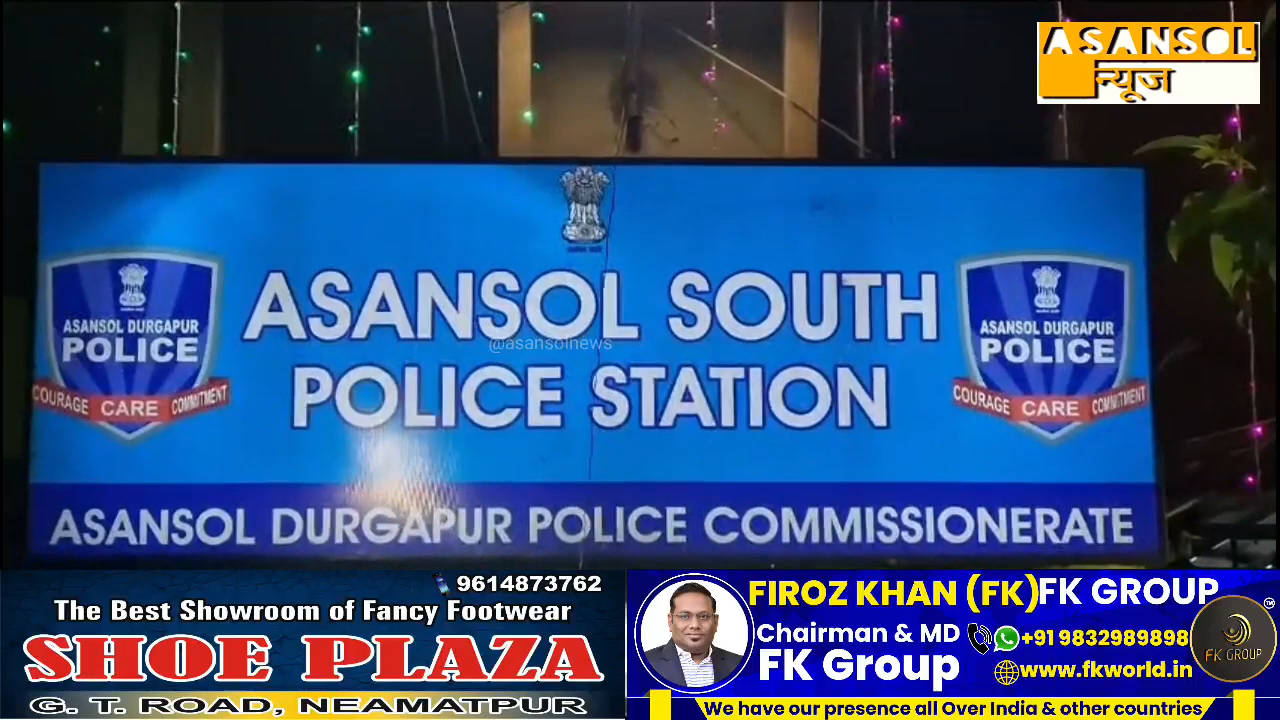 ASANSOL
न्यूज
ASANSOL DURGAPUR
POLICE
COURAGE CARE COMMITMENT
ASANSOL SOUTH
@asansolnews
POLICE STATION
ASANSOL DURGAPUR
POLICE
COURAGE CARE COMMITMENT
ASANSOL DURGAPUR POLICE COMMISSIONERATE
9614873762
The Best Showroom of Fancy Footwear
SHOE PLAZA
G. T. ROAD, NEAMATPUR
FIROZ KHAN (FK) FK GROUP
Chairman & MD
FK Group
+91 9832989898
www.fkworld.in
FK GROUP
TM
We have our presence all Over India & other countries